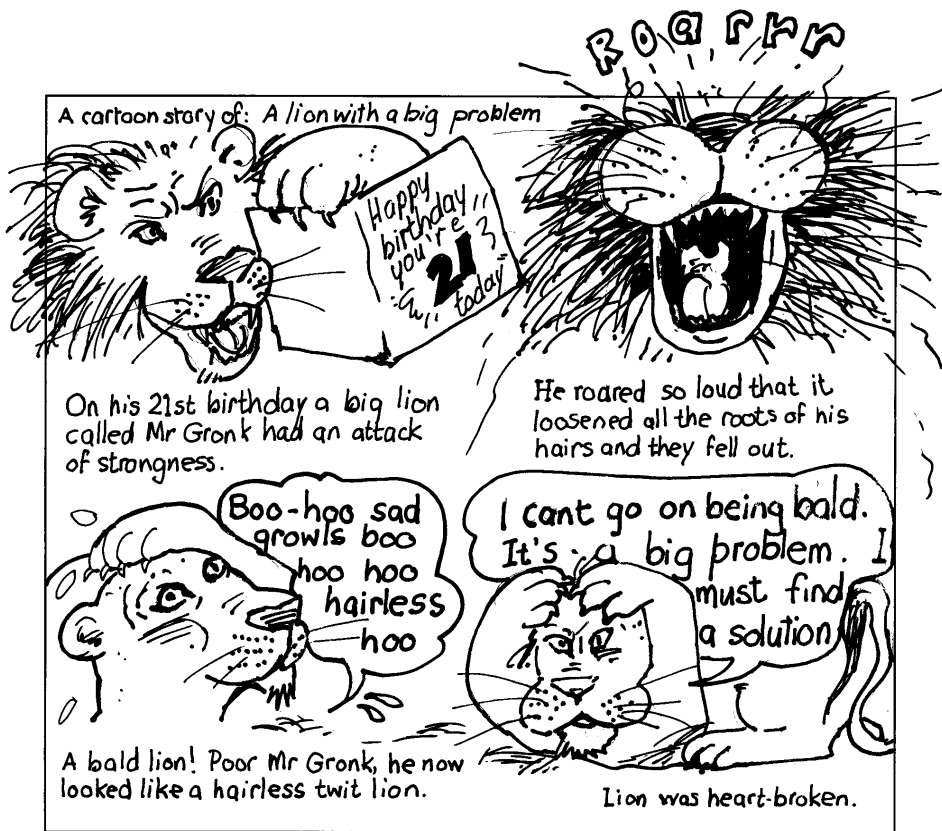 Roarrr
A cartoon story of: A lion with a big problem
Happy
birthday
you're
21
today
On his 21st birthday a big lion
called Mr Gronk had an attack
of strongness.
He roared so loud that it
loosened all the roots of his
hairs and they fell out.
Boo-hoo sad
growls boo
hoo hoo
hairless
hoo
I cant go on being bald.
It's a big problem. I
must find
a solution
A bald lion! Poor Mr Gronk, he now
looked like a hairless twit lion.
Lion was heart-broken.